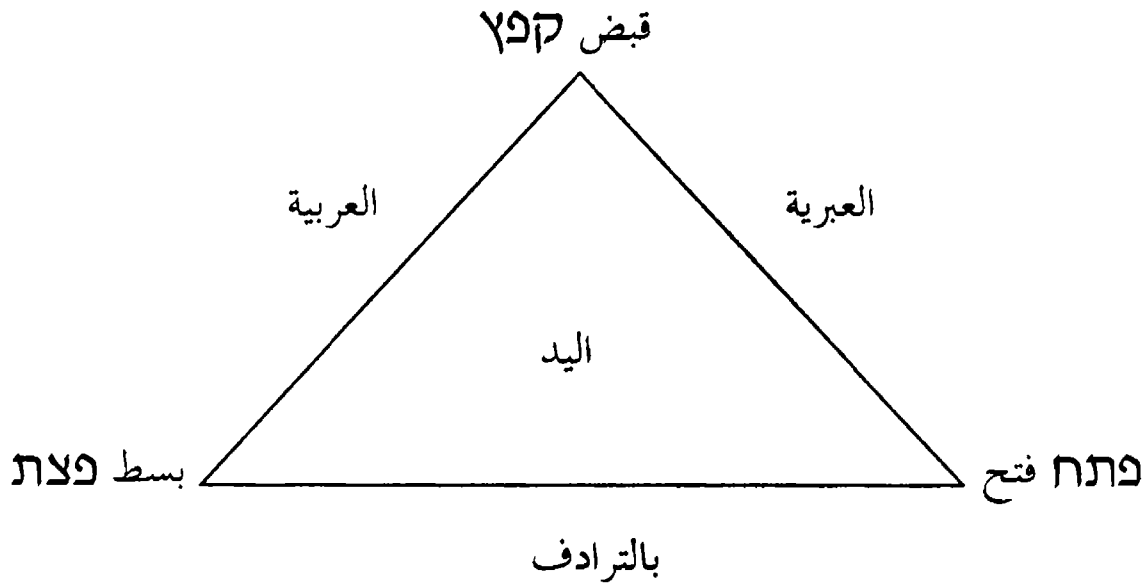 قبض קפץ
العبرية
العربية
اليد
פתח فتح
بسط פצת
بالترادف